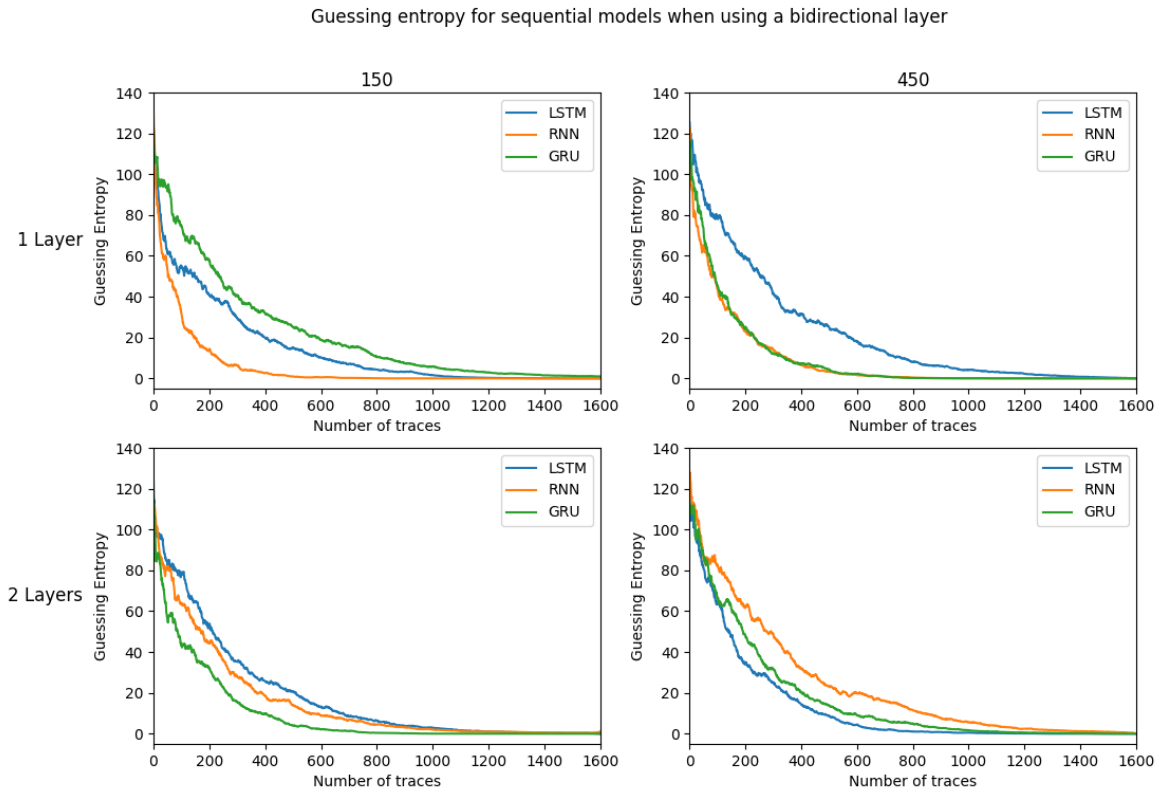 Guessing entropy for sequential models when using a bidirectional layer
150
450
1 Layer
Guessing Entropy
140
120
100
80
60
40
20
0
LSTM
RNN
GRU
0 200 400 600 800 1000 1200 1400 1600
Number of traces
Guessing Entropy
140
120
100
80
60
40
20
0
LSTM
RNN
GRU
0 200 400 600 800 1000 1200 1400 1600
Number of traces
2 Layers
Guessing Entropy
140
120
100
80
60
40
20
0
LSTM
RNN
GRU
0 200 400 600 800 1000 1200 1400 1600
Number of traces
Guessing Entropy
140
120
100
80
60
40
20
0
LSTM
RNN
GRU
0 200 400 600 800 1000 1200 1400 1600
Number of traces